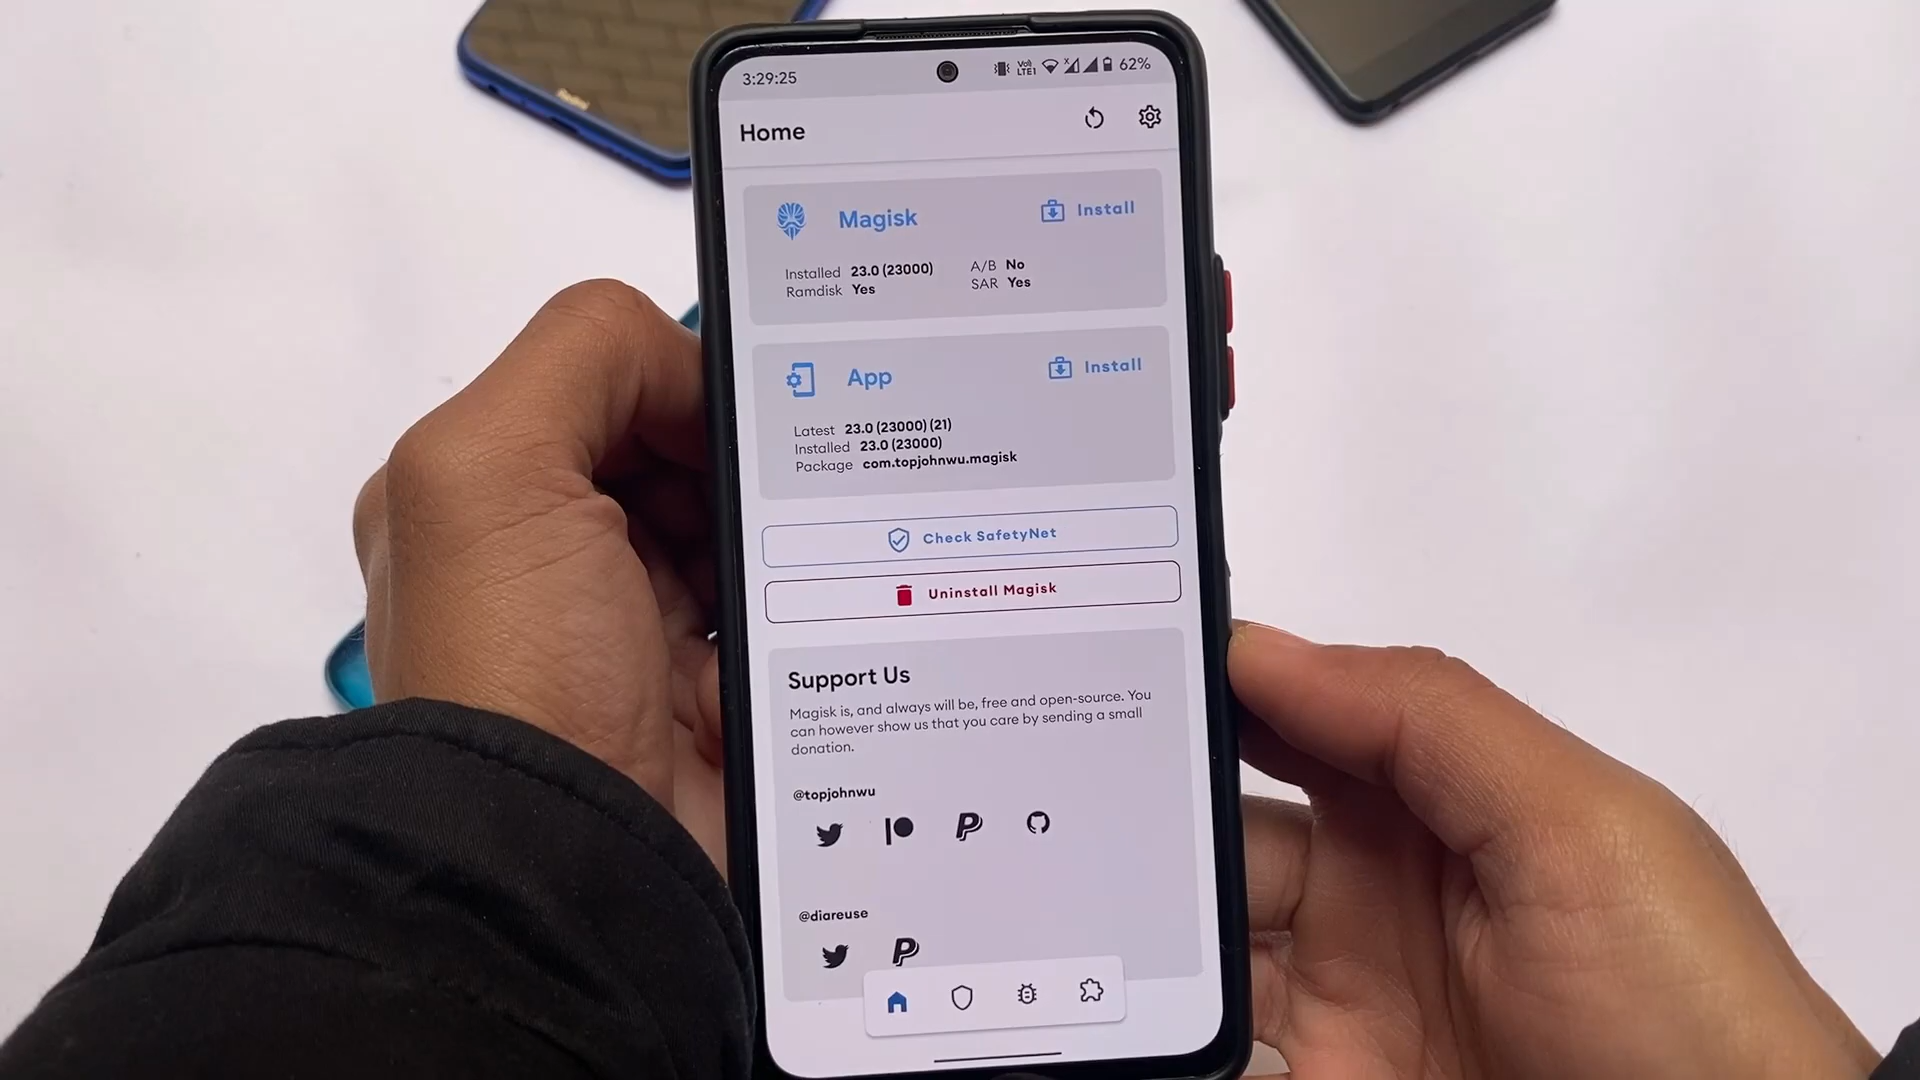 3:29:25
Vo)) LTE1
62%
Home
Magisk
Install
Installed 23.0 (23000)
A/B No
Ramdisk Yes
SAR Yes
App
Install
Latest 23.0 (23000) (21)
Installed 23.0 (23000)
Package com.topjohnwu.magisk
Check SafetyNet
Uninstall Magisk
Support Us
Magisk is, and always will be, free and open-source. You
can however show us that you care by sending a small
donation.
@topjohnwu
@diareuse
Redmi